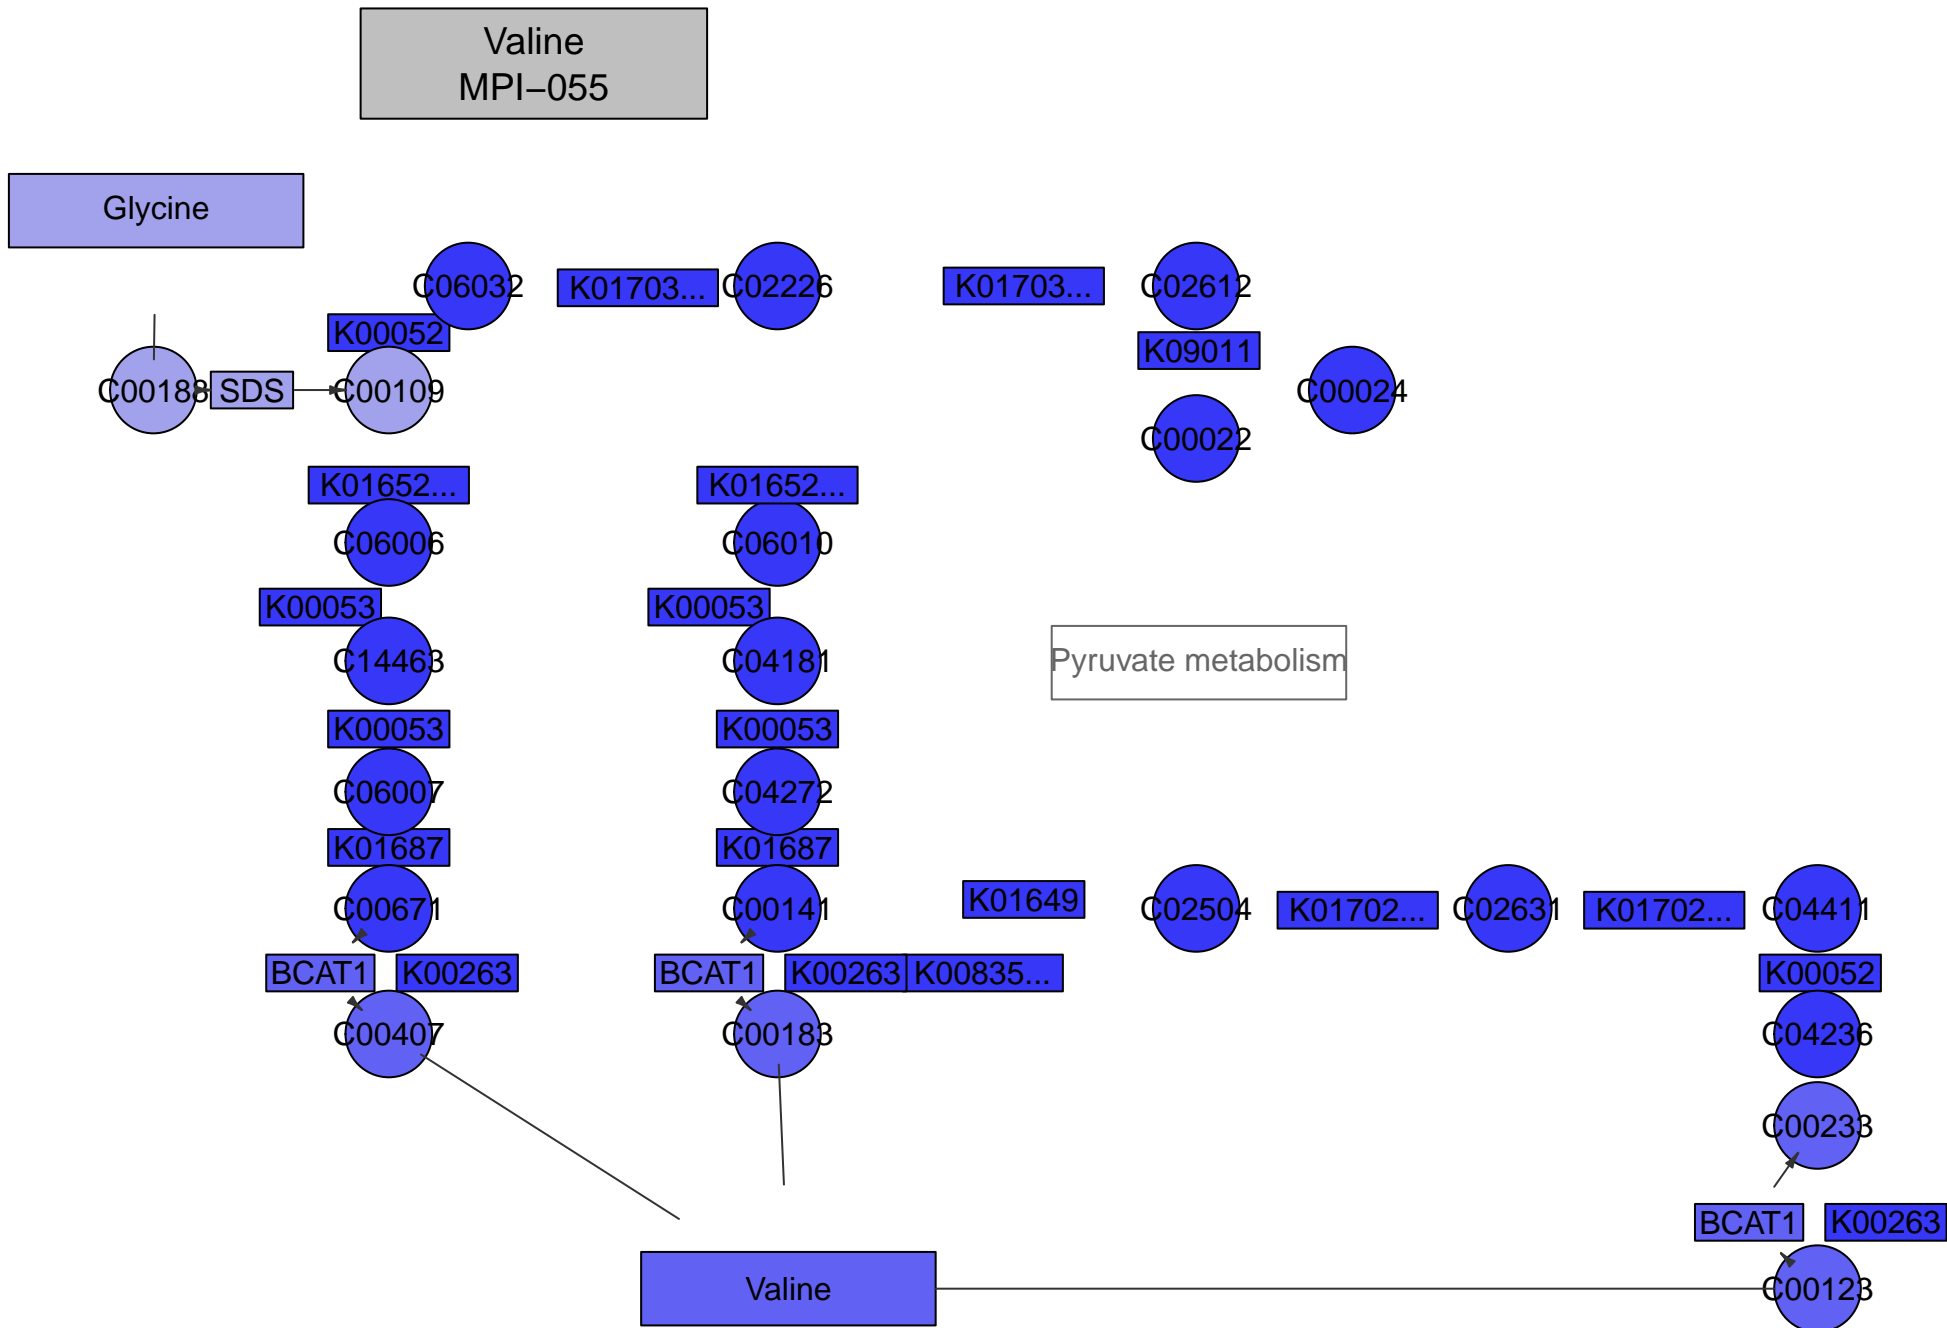 Valine
MPI−055
Glycine
C06032
K01703...
C02226
K01703...
C02612
K00052
K09011
C00188
SDS
C00109
C00024
C00022
K01652...
K01652...
C06006
C06010
K00053
K00053
C14463
C04181
Pyruvate metabolism
K00053
K00053
C06007
C04272
K01687
K01687
C00671
C00141
K01649
C02504
K01702...
C02631
K01702...
C04411
BCAT1
K00263
BCAT1
K00263
K00835...
K00052
C00407
C00183
C04236
C00233
BCAT1
K00263
Valine
C00123